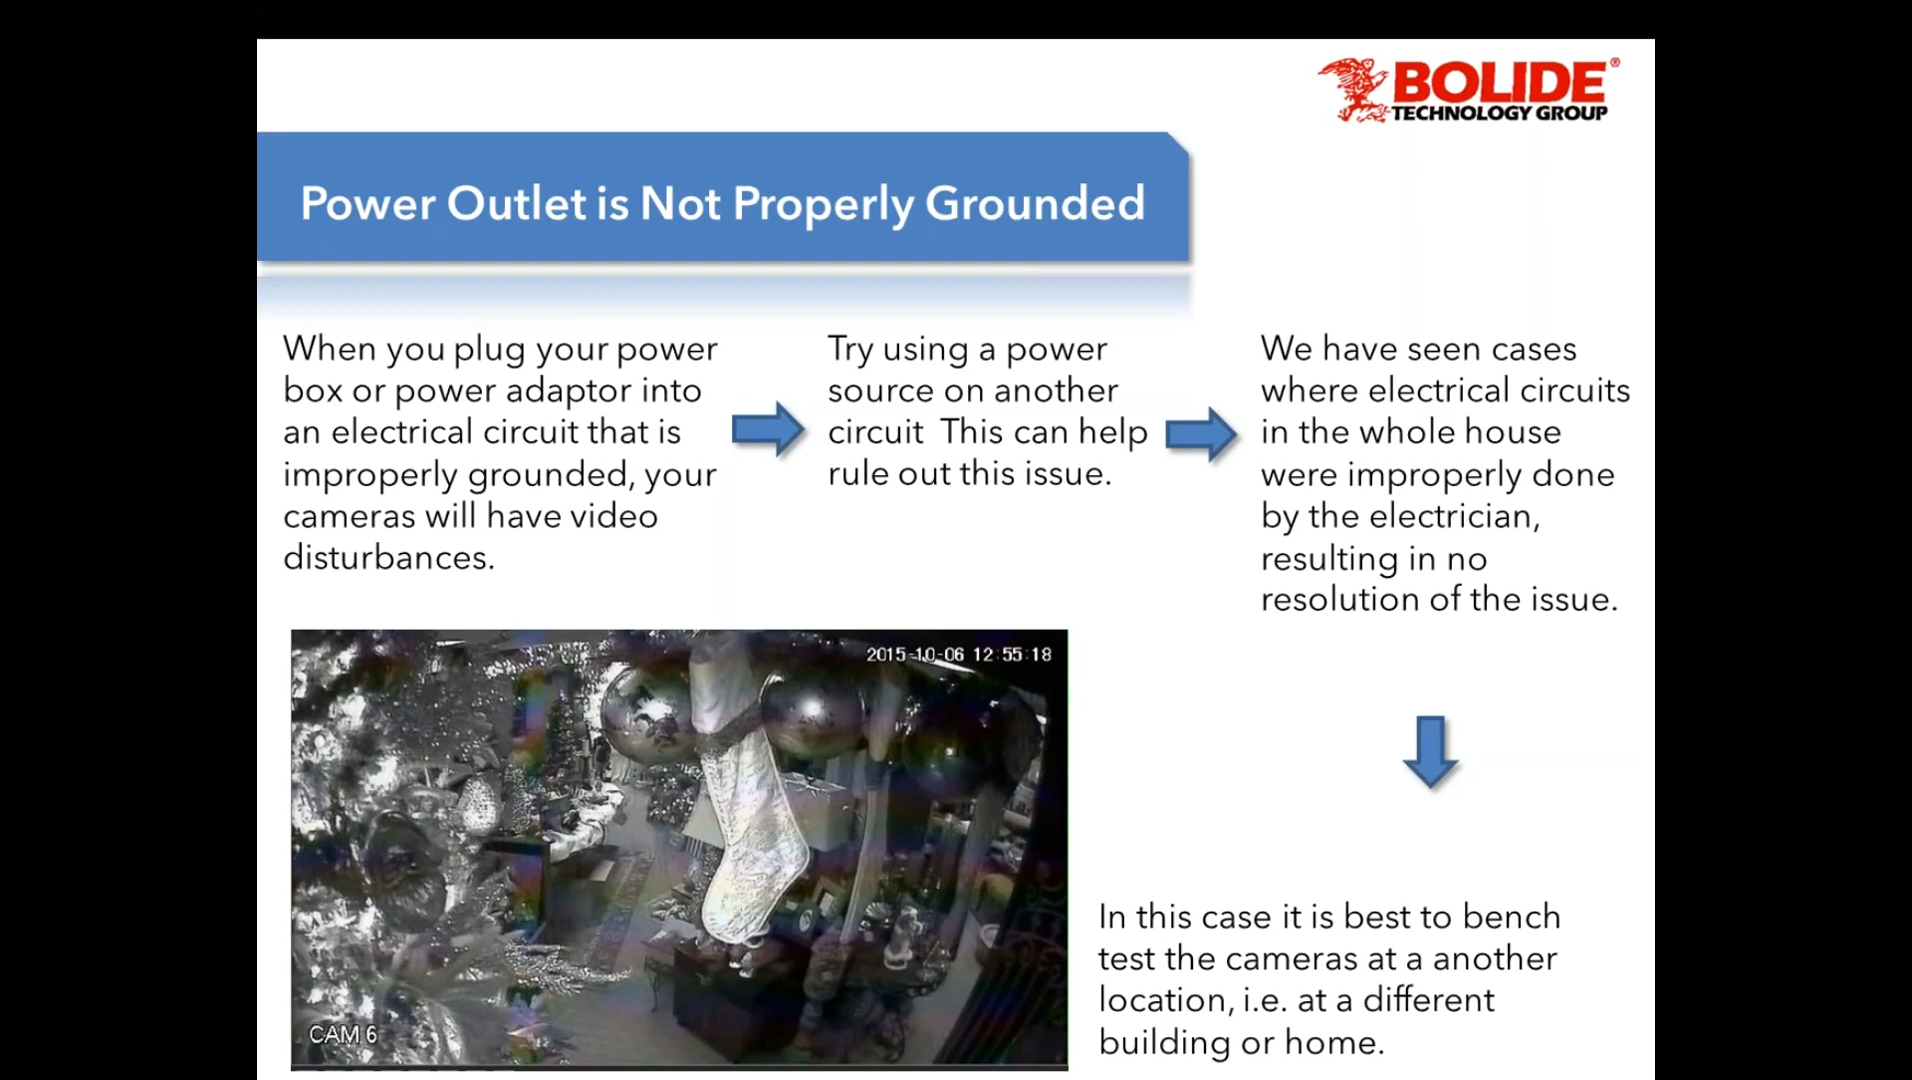 BOLIDE®
TECHNOLOGY GROUP
Power Outlet is Not Properly Grounded
When you plug your power
box or power adaptor into
an electrical circuit that is
improperly grounded, your
cameras will have video
disturbances.
Try using a power
source on another
circuit  This can help
rule out this issue.
We have seen cases
where electrical circuits
in the whole house
were improperly done
by the electrician,
resulting in no
resolution of the issue.
2015-10-06 12:55:18
CAM 6
In this case it is best to bench
test the cameras at a another
location, i.e. at a different
building or home.